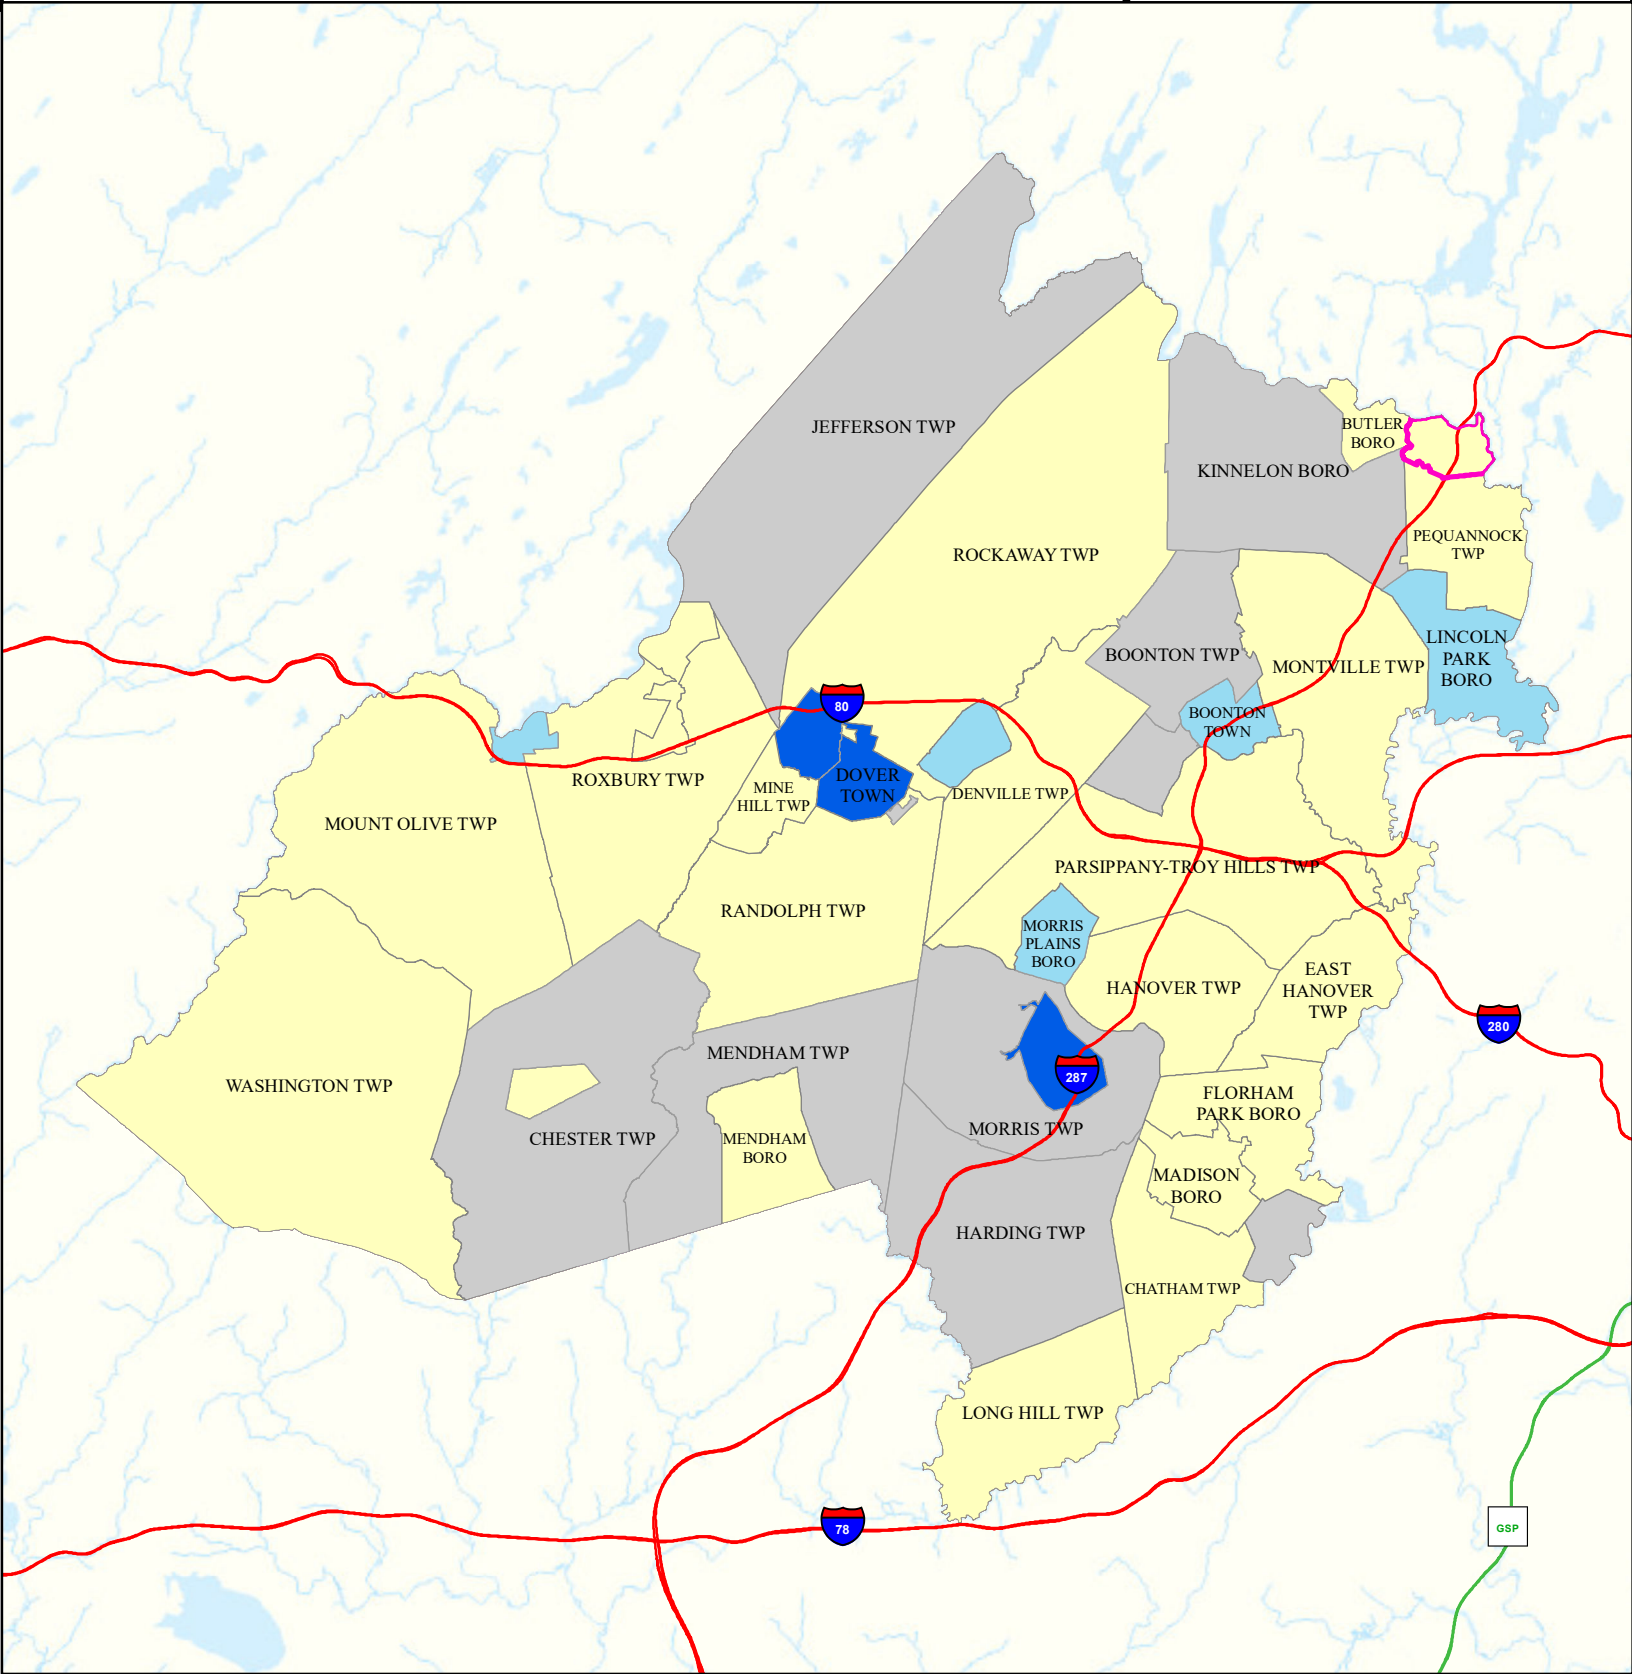 JEFFERSON TWP
BUTLER
BORO
KINNELON BORO
PEQUANNOCK
TWP
ROCKAWAY TWP
LINCOLN
PARK
BORO
BOONTON TWP
MONTVILLE TWP
80
BOONTON
TOWN
ROXBURY TWP
DOVER
TOWN
MINE
HILL TWP
DENVILLE TWP
MOUNT OLIVE TWP
PARSIPPANY-TROY HILLS TWP
RANDOLPH TWP
MORRIS
PLAINS
BORO
EAST
HANOVER
TWP
HANOVER TWP
280
MENDHAM TWP
287
WASHINGTON TWP
FLORHAM
PARK BORO
MORRIS TWP
CHESTER TWP
MENDHAM
BORO
MADISON
BORO
HARDING TWP
CHATHAM TWP
LONG HILL TWP
78
GSP